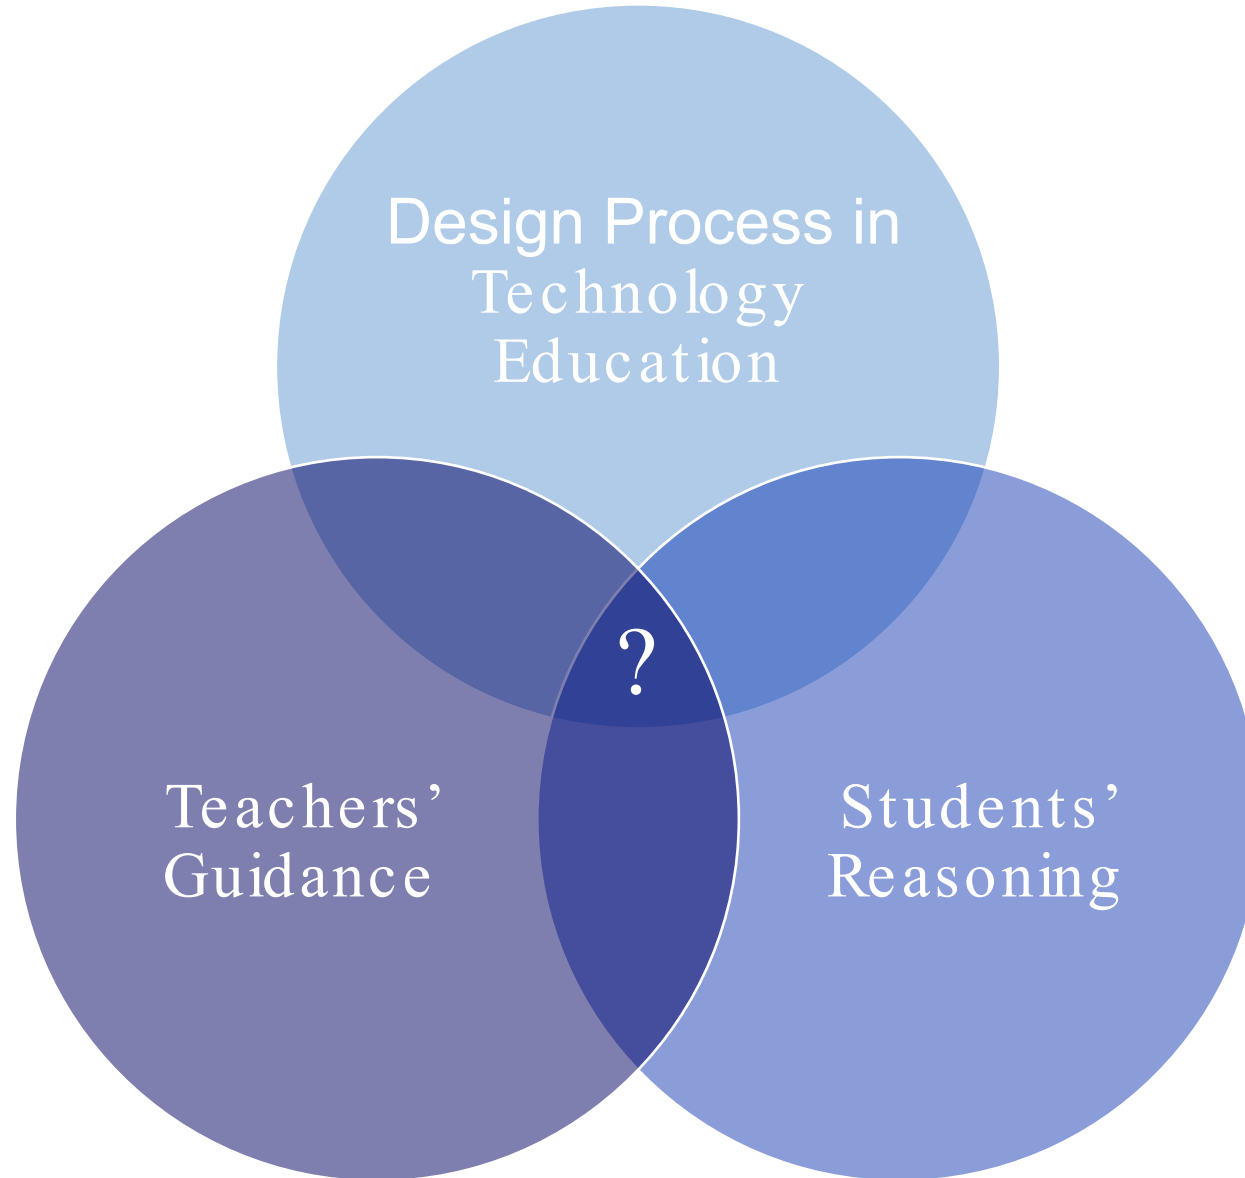 Design Process in
Technology
Education
?
Teachers’
Guidance
Students’
Reasoning